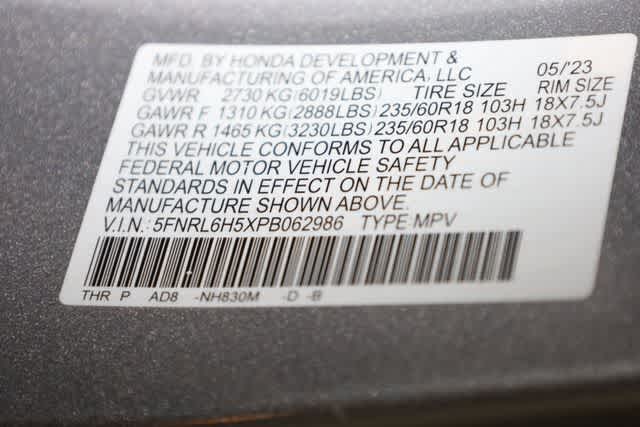 MFD. BY HONDA DEVELOPMENT &
MANUFACTURING OF AMERICA, LLC 05/'23
GVWR 2730 KG(6019LBS) TIRE SIZE RIM SIZE
GAWR F 1310 KG(2888LBS) 235/60R18 103H 18X7.5J
GAWR R 1465 KG(3230LBS) 235/60R18 103H 18X7.5J
THIS VEHICLE CONFORMS TO ALL APPLICABLE
FEDERAL MOTOR VEHICLE SAFETY
STANDARDS IN EFFECT ON THE DATE OF
MANUFACTURE SHOWN ABOVE.
V.I.N.: 5FNRL6H5XPB062986 TYPE:MPV
THR P AD8 -NH830M -D -B